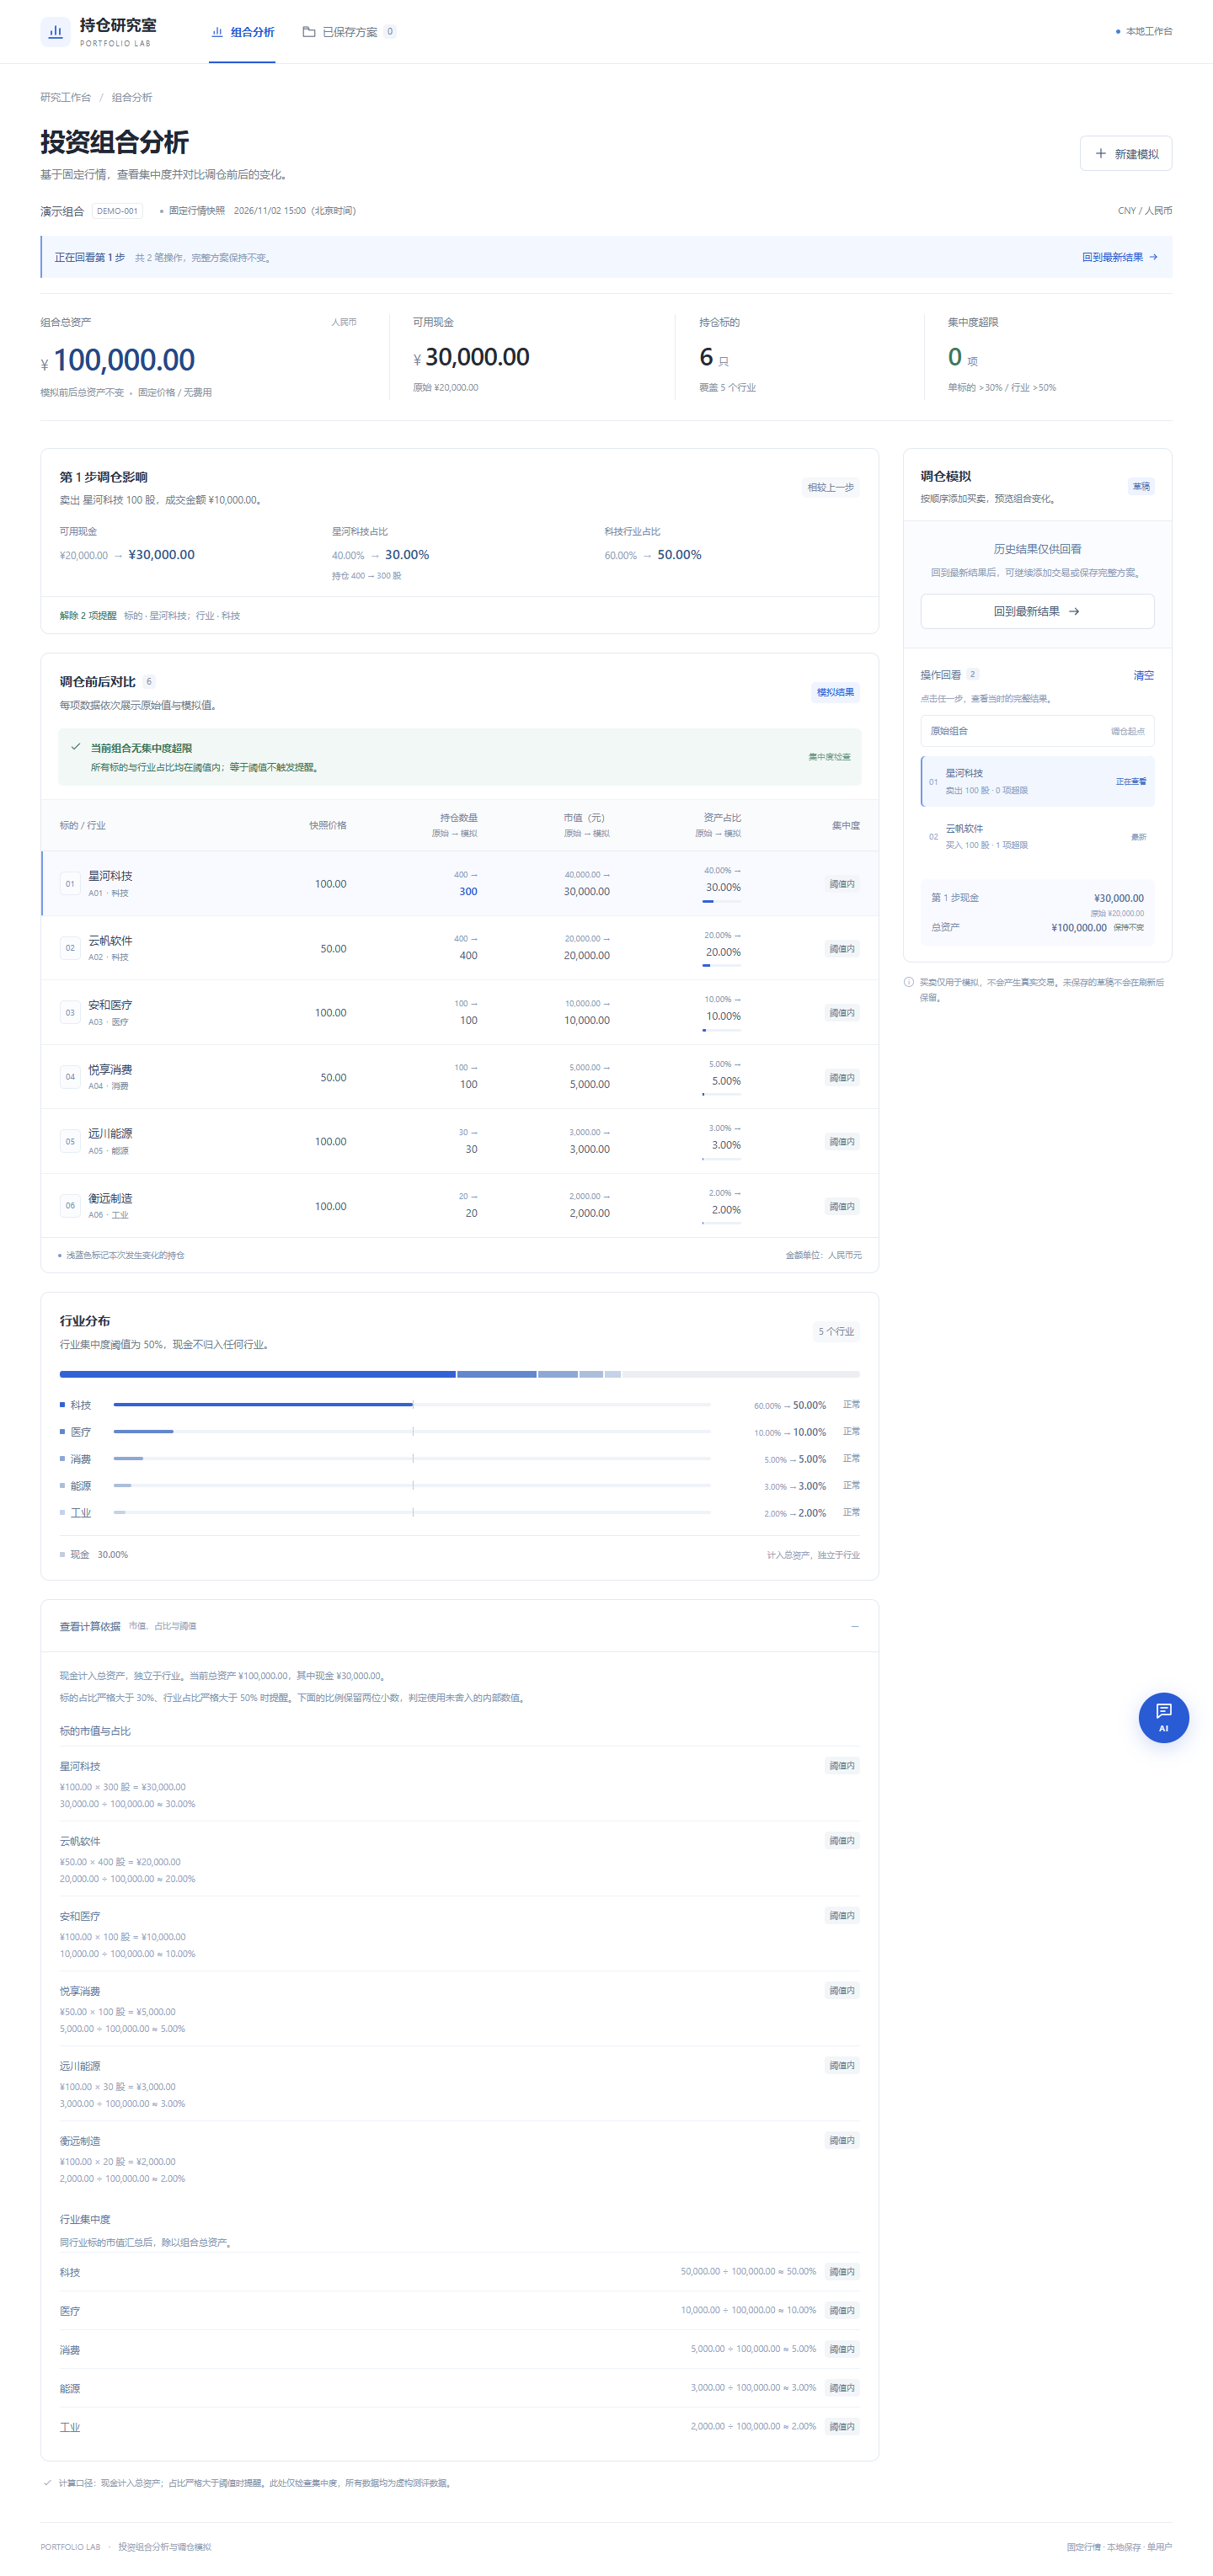 持仓研究室
PORTFOLIO LAB
组合分析
已保存方案 0
本地工作台
研究工作台 / 组合分析
投资组合分析
基于固定行情，查看集中度并对比调仓前后的变化。
新建模拟
演示组合 DEMO-001 • 固定行情快照 2026/11/02 15:00（北京时间）
CNY / 人民币
正在回看第 1 步 共 2 笔操作，完整方案保持不变。
回到最新结果 →
组合总资产 人民币
¥ 100,000.00
模拟前后总资产不变 • 固定价格 / 无费用
可用现金
¥ 30,000.00
原始 ¥20,000.00
持仓标的
6 只
覆盖 5 个行业
集中度超限
0 项
单标的 >30% / 行业 >50%
第 1 步调仓影响
卖出 星河科技 100 股，成交金额 ¥10,000.00。
相较上一步
可用现金
¥20,000.00 → ¥30,000.00
星河科技占比
40.00% → 30.00%
持仓 400 → 300 股
科技行业占比
60.00% → 50.00%
解除 2 项提醒 标的 · 星河科技；行业 · 科技
调仓前后对比 6
每项数据依次展示原始值与模拟值。
模拟结果
当前组合无集中度超限
所有标的与行业占比均在阈值内；等于阈值不触发提醒。
集中度检查
标的 / 行业 快照价格 持仓数量 市值（元） 资产占比 集中度
原始 → 模拟 原始 → 模拟 原始 → 模拟
01 星河科技 A01 · 科技 100.00 400 → 300 40,000.00 → 30,000.00 40.00% → 30.00% 阈值内
02 云帆软件 A02 · 科技 50.00 400 → 400 20,000.00 → 20,000.00 20.00% → 20.00% 阈值内
03 安和医疗 A03 · 医疗 100.00 100 → 100 10,000.00 → 10,000.00 10.00% → 10.00% 阈值内
04 悦享消费 A04 · 消费 50.00 100 → 100 5,000.00 → 5,000.00 5.00% → 5.00% 阈值内
05 远川能源 A05 · 能源 100.00 30 → 30 3,000.00 → 3,000.00 3.00% → 3.00% 阈值内
06 衡远制造 A06 · 工业 100.00 20 → 20 2,000.00 → 2,000.00 2.00% → 2.00% 阈值内
浅蓝色标记本次发生变化的持仓
金额单位：人民币元
行业分布
行业集中度阈值为 50%，现金不归入任何行业。
5 个行业
科技 60.00% → 50.00% 正常
医疗 10.00% → 10.00% 正常
消费 5.00% → 5.00% 正常
能源 3.00% → 3.00% 正常
工业 2.00% → 2.00% 正常
现金 30.00%
计入总资产，独立于行业
查看计算依据 市值、占比与阈值
现金计入总资产，独立于行业。当前总资产 ¥100,000.00，其中现金 ¥30,000.00。
标的占比严格大于 30%、行业占比严格大于 50% 时提醒。下面的比例保留两位小数，判定使用未舍入的内部数值。
标的市值与占比
星河科技 阈值内
¥100.00 × 300 股 = ¥30,000.00
30,000.00 ÷ 100,000.00 ≈ 30.00%
云帆软件 阈值内
¥50.00 × 400 股 = ¥20,000.00
20,000.00 ÷ 100,000.00 ≈ 20.00%
安和医疗 阈值内
¥100.00 × 100 股 = ¥10,000.00
10,000.00 ÷ 100,000.00 ≈ 10.00%
悦享消费 阈值内
¥50.00 × 100 股 = ¥5,000.00
5,000.00 ÷ 100,000.00 ≈ 5.00%
远川能源 阈值内
¥100.00 × 30 股 = ¥3,000.00
3,000.00 ÷ 100,000.00 ≈ 3.00%
衡远制造 阈值内
¥100.00 × 20 股 = ¥2,000.00
2,000.00 ÷ 100,000.00 ≈ 2.00%
行业集中度
同行业标的市值汇总后，除以组合总资产。
科技 50,000.00 ÷ 100,000.00 ≈ 50.00% 阈值内
医疗 10,000.00 ÷ 100,000.00 ≈ 10.00% 阈值内
消费 5,000.00 ÷ 100,000.00 ≈ 5.00% 阈值内
能源 3,000.00 ÷ 100,000.00 ≈ 3.00% 阈值内
工业 2,000.00 ÷ 100,000.00 ≈ 2.00% 阈值内
计算口径：现金计入总资产；占比严格大于阈值时提醒。此处仅检查集中度，所有数据均为虚构测评数据。
调仓模拟
按顺序添加买卖，预览组合变化。
草稿
历史结果仅供回看
回到最新结果后，可继续添加交易或保存完整方案。
回到最新结果 →
操作回看 2 清空
点击任一步，查看当时的完整结果。
原始组合 调仓起点
01 星河科技 正在查看
卖出 100 股 · 0 项超限
02 云帆软件 最新
买入 100 股 · 1 项超限
第 1 步现金 ¥30,000.00
原始 ¥20,000.00
总资产 ¥100,000.00 保持不变
买卖仅用于模拟，不会产生真实交易。未保存的草稿不会在刷新后
保留。
AI
PORTFOLIO LAB · 投资组合分析与调仓模拟
固定行情 · 本地保存 · 单用户